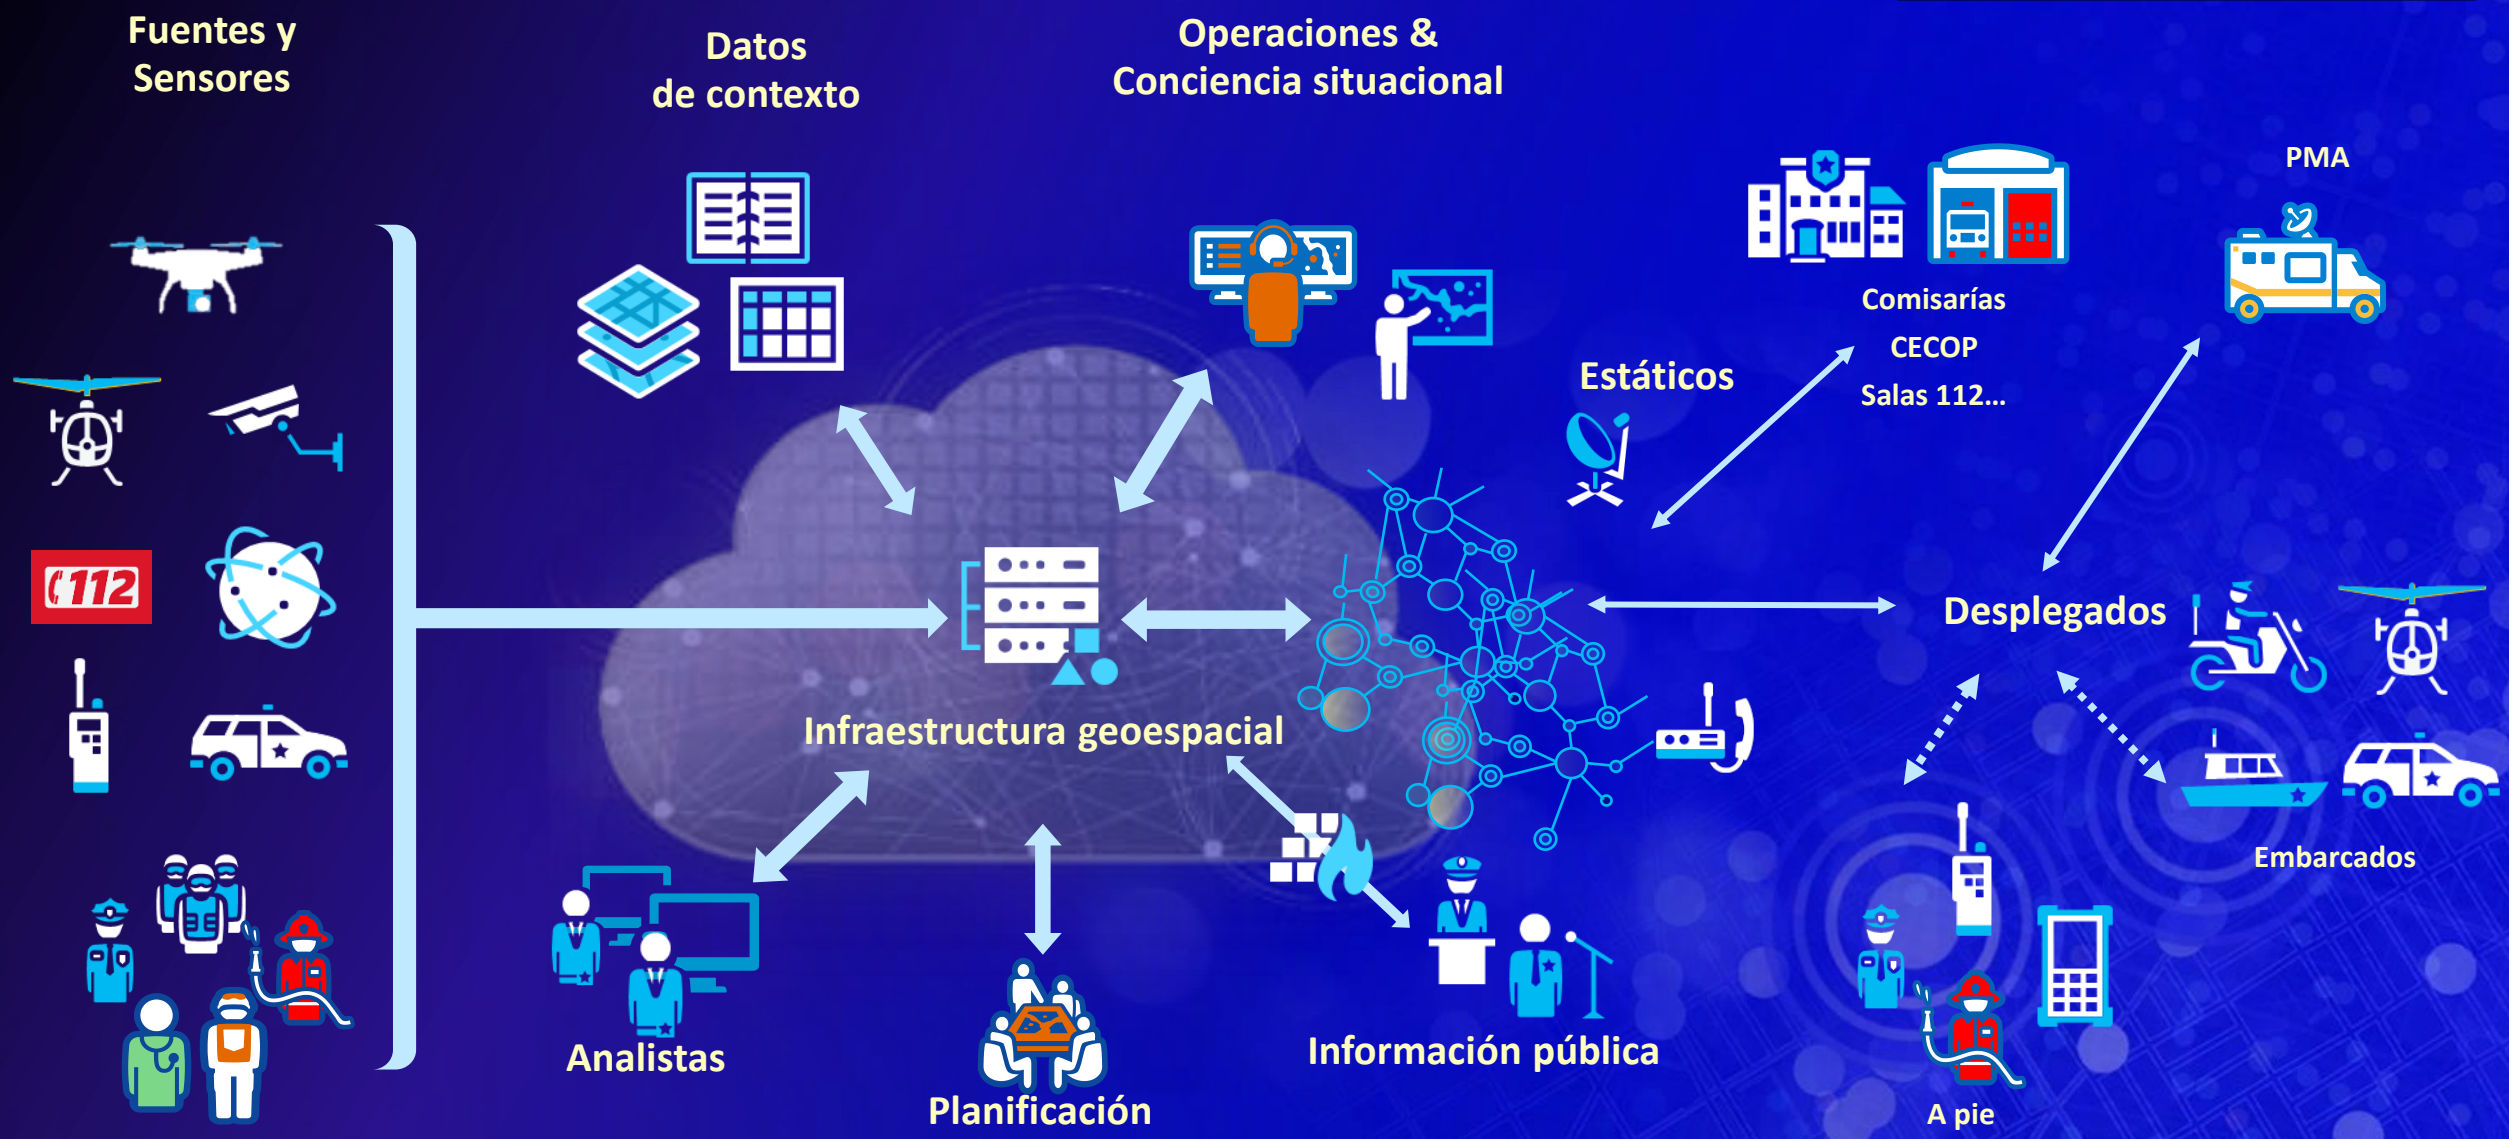 Fuentes y
Sensores
Datos
de contexto
Operaciones &
Conciencia situacional
PMA
Comisarías
CECOP
Salas 112...
Estáticos
112
Desplegados
Infraestructura geoespacial
Embarcados
Analistas
Planificación
Información pública
A pie